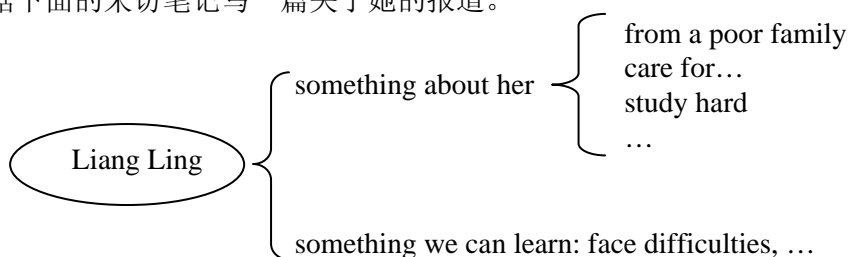 下面的采访笔记写一篇关于她的报道。
from a poor family
something about her
care for…
study hard
…
Liang Ling
something we can learn: face difficulties, …